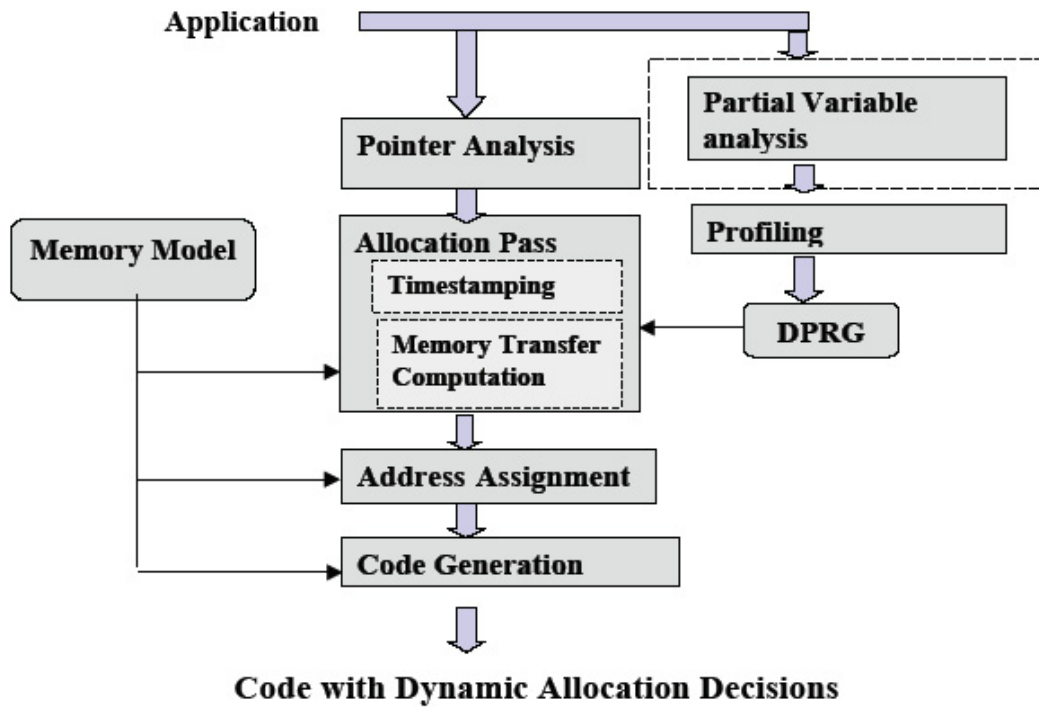 Application
Partial Variable
analysis
Pointer Analysis
Profiling
Memory Model
Allocation Pass
Timestamping
DPRG
Memory Transfer
Computation
Address Assignment
Code Generation
Code with Dynamic Allocation Decisions